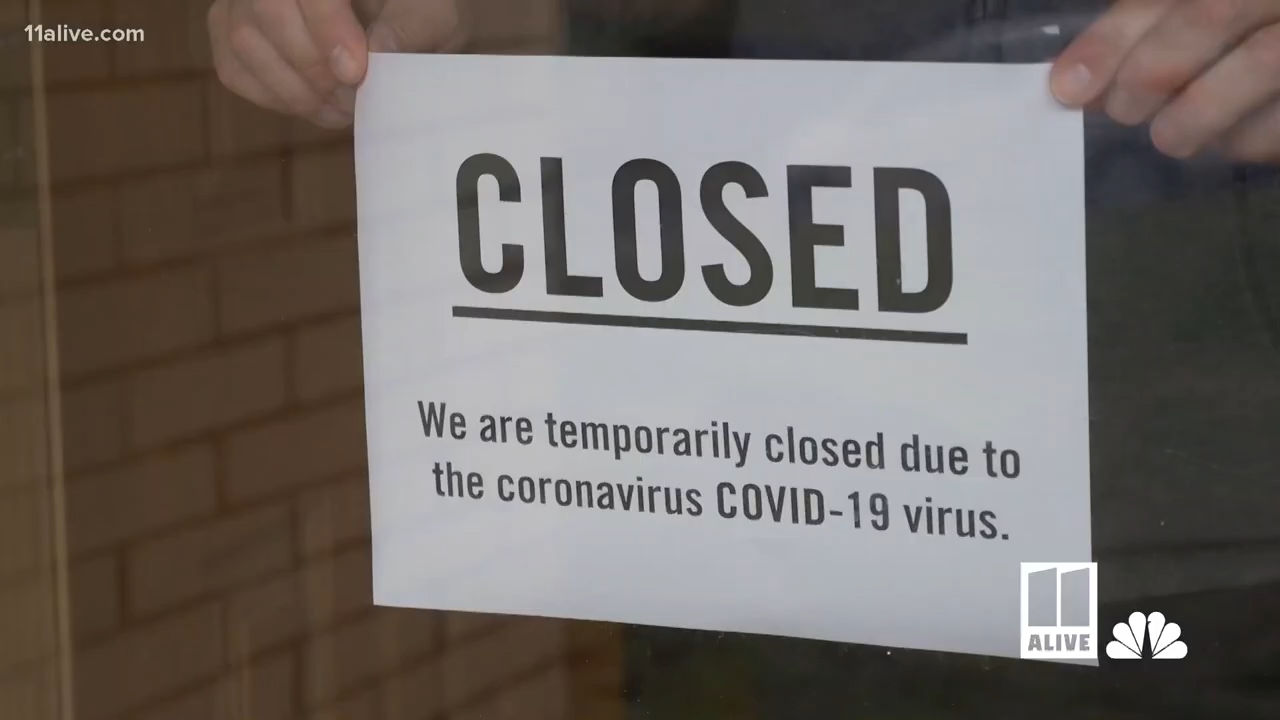 11alive.com
CLOSED
We are temporarily closed due to
the coronavirus COVID-19 virus.
11
ALIVE